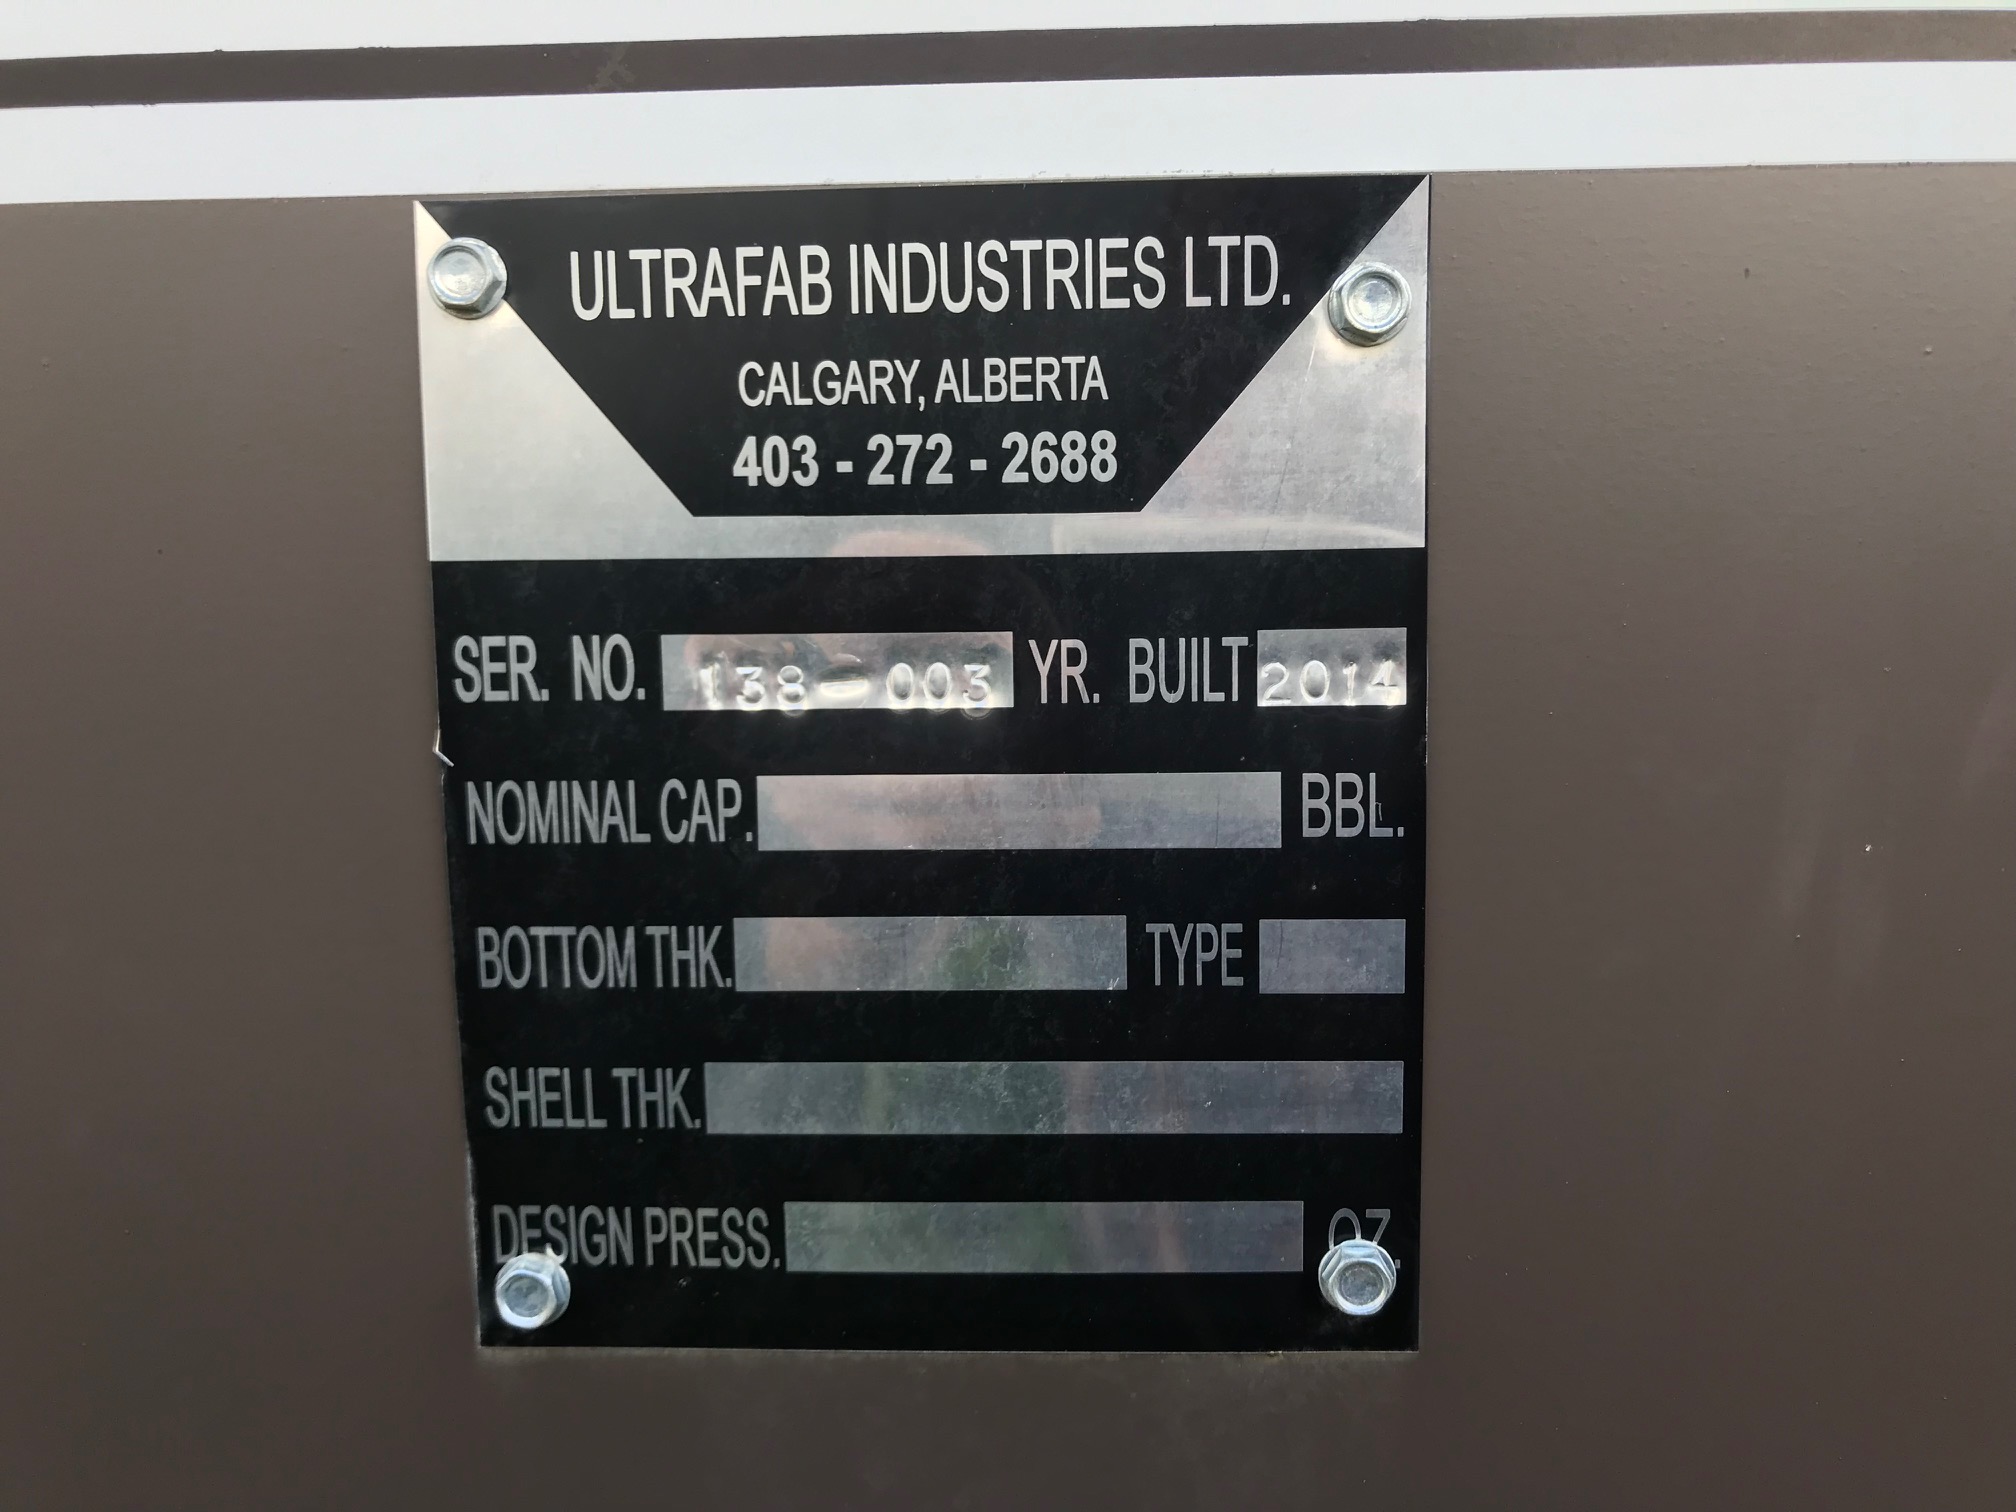 ULTRAFAB INDUSTRIES LTD.
CALGARY, ALBERTA
403 - 272 - 2688
SER. NO. 138-003 YR. BUILT 2014
NOMINAL CAP. BBL.
BOTTOM THK. TYPE
SHELL THK.
DESIGN PRESS. OZ.